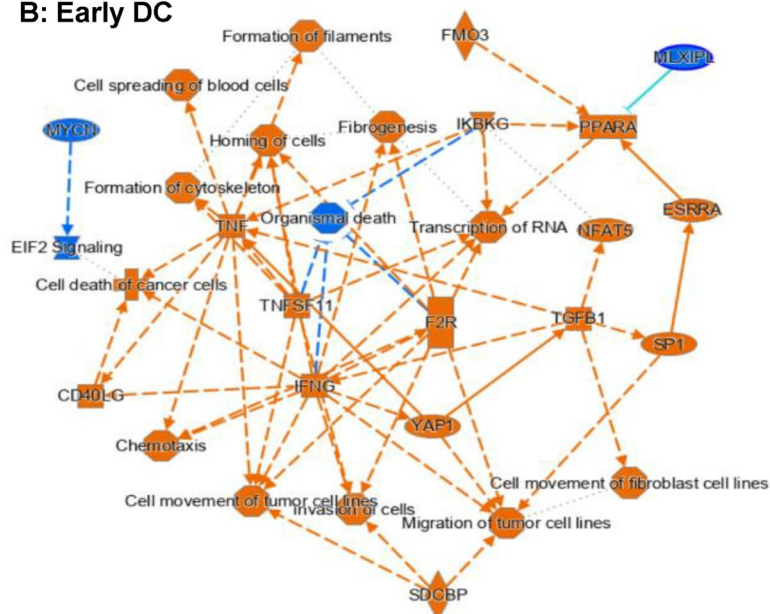 B: Early DC
Formation of filaments
FMO3
MLXIPL
Cell spreading of blood cells
MYCN
Homing of cells
Fibrogenesis
IKBKG
PPARA
Formation of cytoskeleton
TNF
Organismal death
Transcription of RNA
NFAT5
ESRRA
EIF2 Signaling
Cell death of cancer cells
TNFSF11
F2R
TGFB1
SP1
CD40LG
IFNG
YAP1
Chemotaxis
Cell movement of fibroblast cell lines
Cell movement of tumor cell lines
Invasion of cells
Migration of tumor cell lines
SDCBP